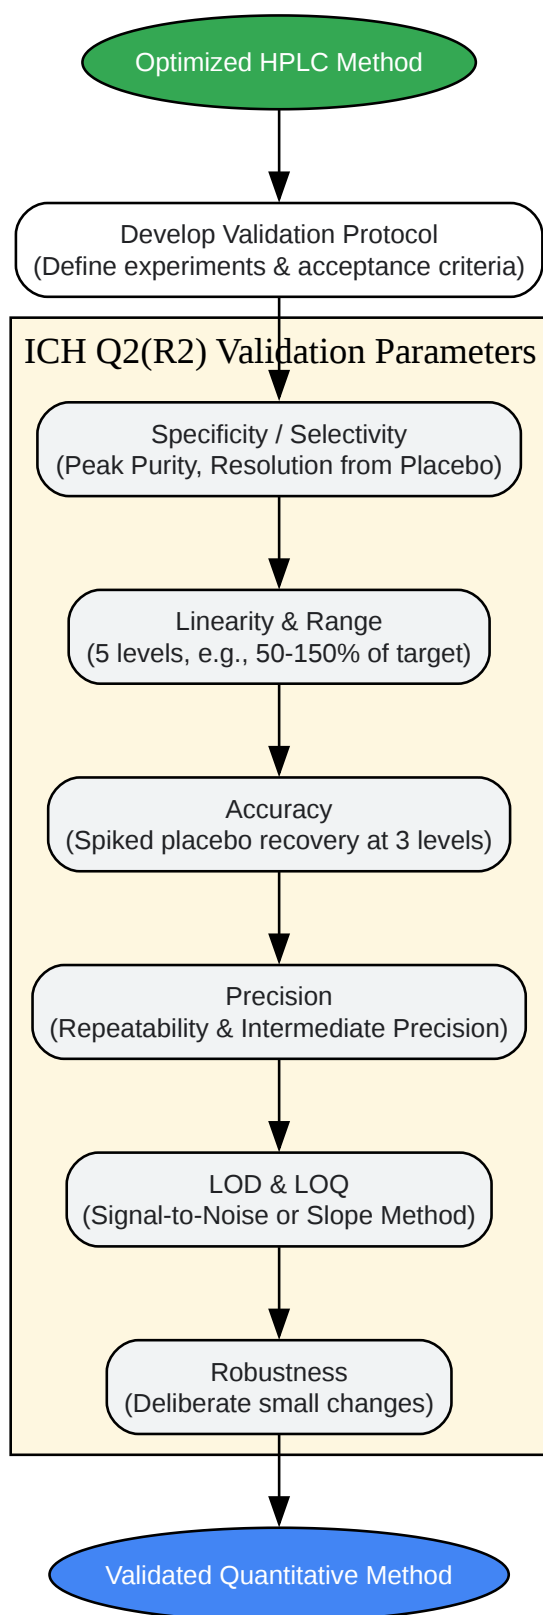 Optimized HPLC Method
Develop Validation Protocol
(Define experiments & acceptance criteria)
ICH Q2(R2) Validation Parameters
Specificity / Selectivity
(Peak Purity, Resolution from Placebo)
Linearity & Range
(5 levels, e.g., 50-150% of target)
Accuracy
(Spiked placebo recovery at 3 levels)
Precision
(Repeatability & Intermediate Precision)
LOD & LOQ
(Signal-to-Noise or Slope Method)
Robustness
(Deliberate small changes)
Validated Quantitative Method